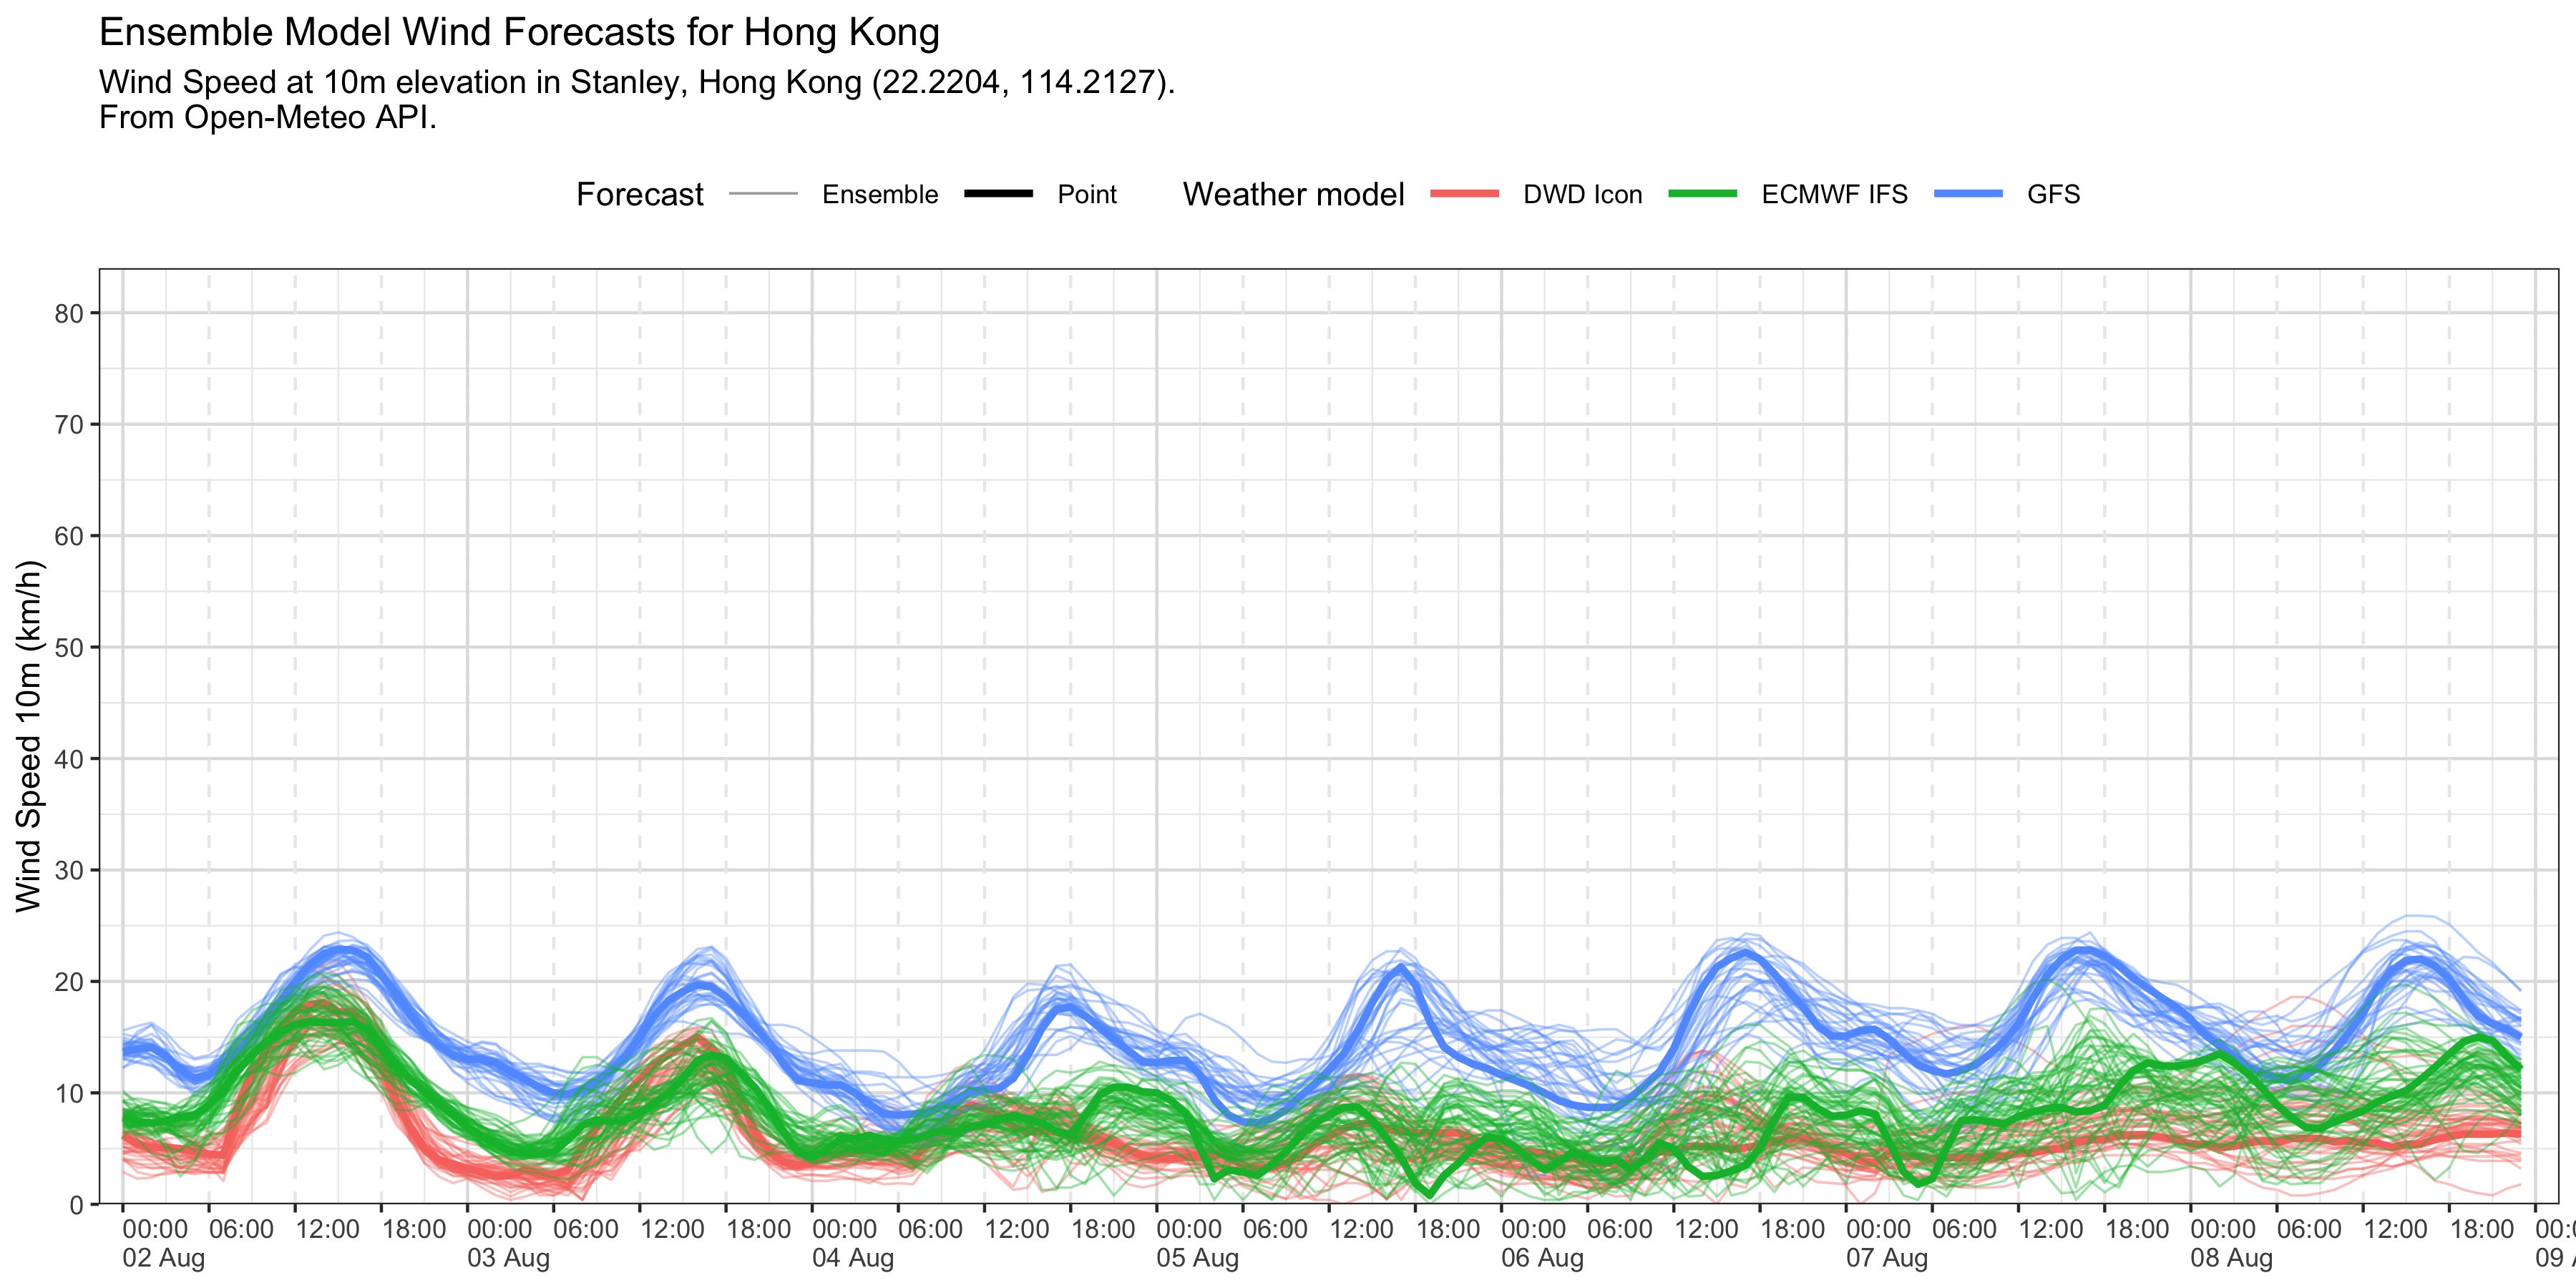 Ensemble Model Wind Forecasts for Hong Kong
Wind Speed at 10m elevation in Stanley, Hong Kong (22.2204, 114.2127).
From Open-Meteo API.
Forecast Ensemble Point Weather model DWD Icon ECMWF IFS GFS
Wind Speed 10m (km/h)
80
70
60
50
40
30
20
10
0
00:00 06:00 12:00 18:00 00:00 06:00 12:00 18:00 00:00 06:00 12:00 18:00 00:00 06:00 12:00 18:00 00:00 06:00 12:00 18:00 00:00 06:00 12:00 18:00 00:00 06:00 12:00 18:00
02 Aug 03 Aug 04 Aug 05 Aug 06 Aug 07 Aug 08 Aug 09